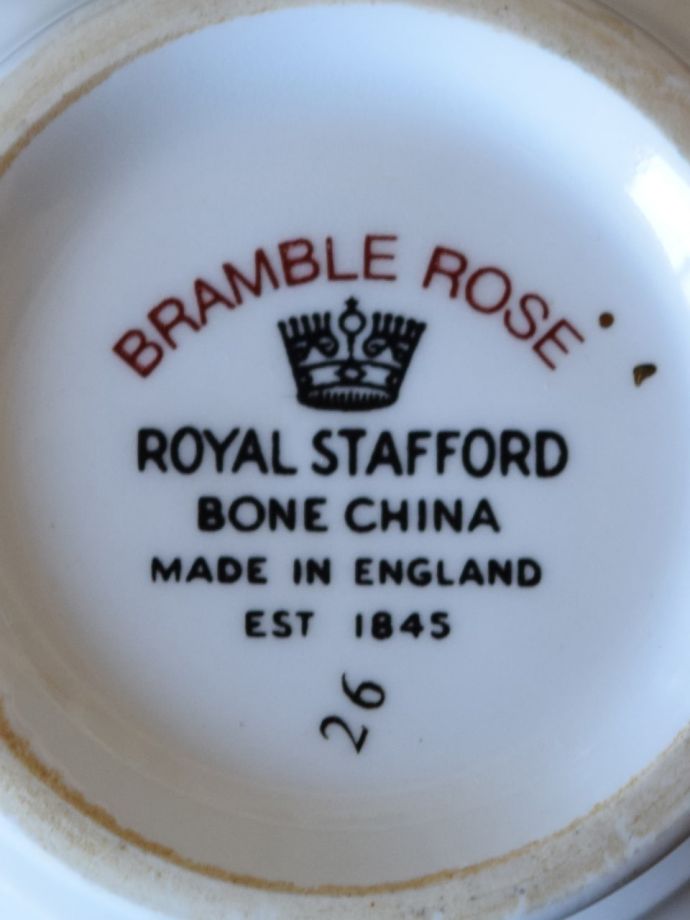 BRAMBLE ROSE
ROYAL STAFFORD
BONE CHINA
MADE IN ENGLAND
EST 1845
26